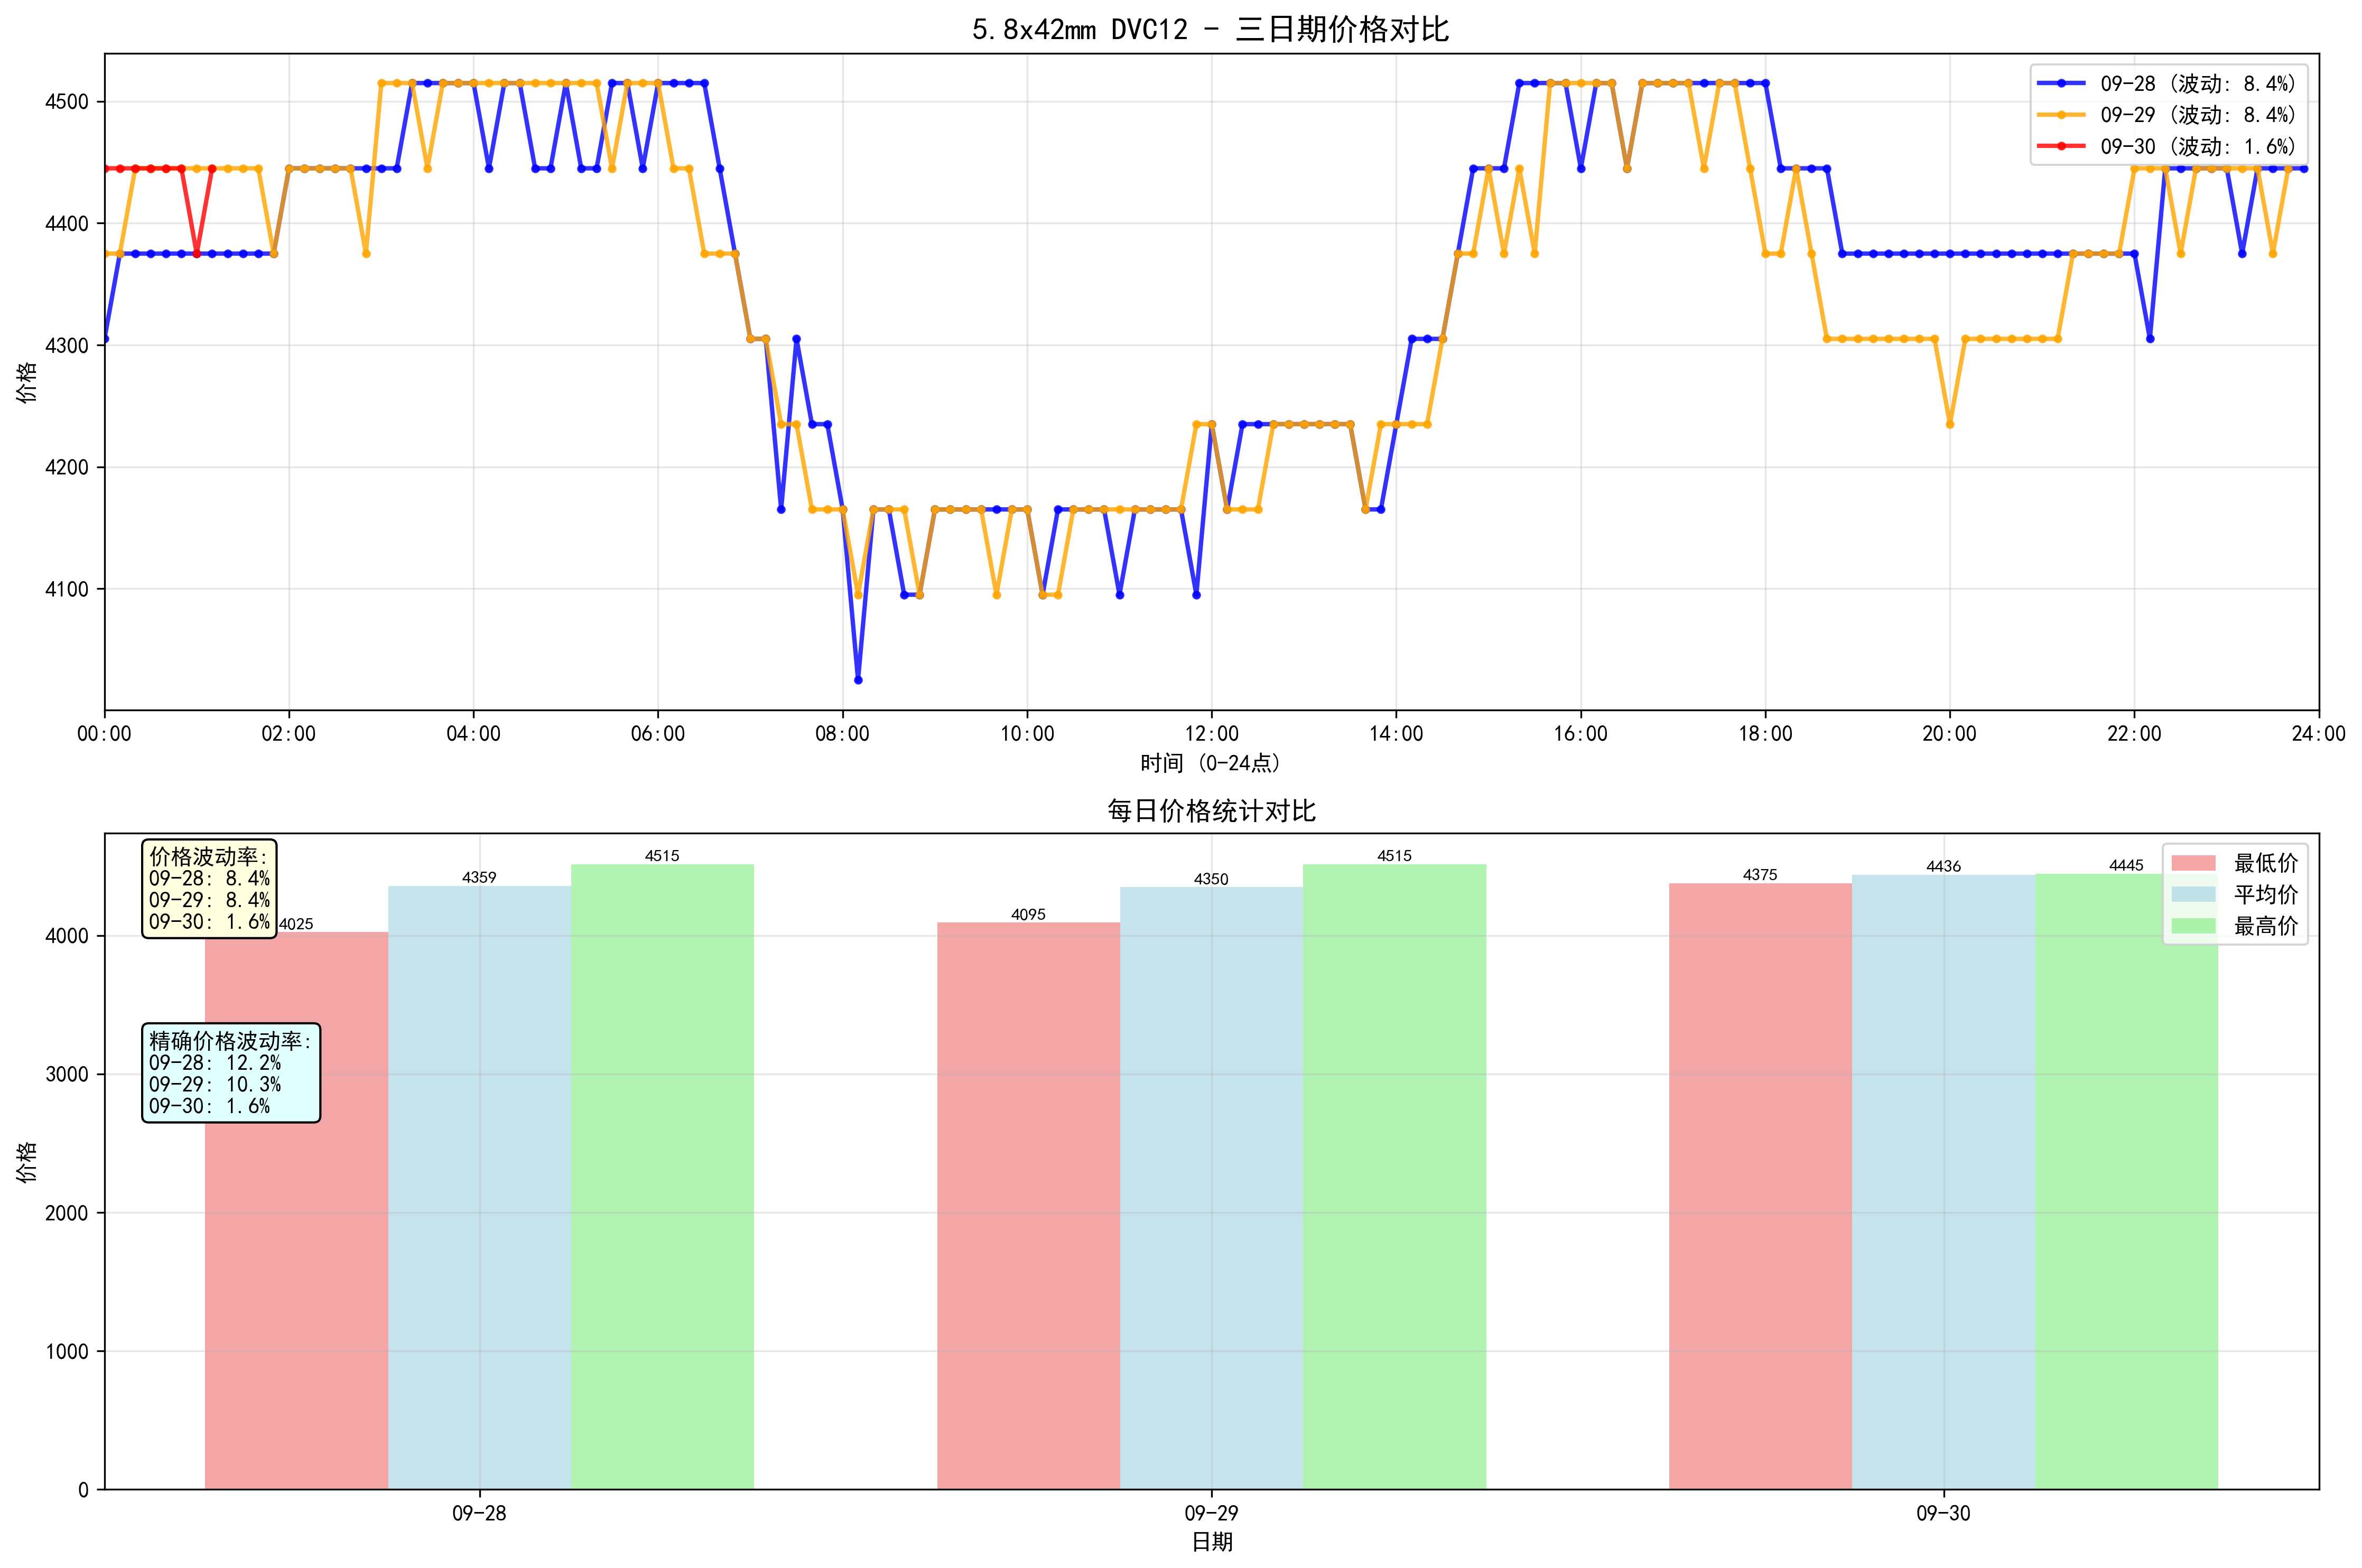 5.8x42mm DVC12 - 三日期价格对比
09-28 (波动: 8.4%)
09-29 (波动: 8.4%)
09-30 (波动: 1.6%)
4500
4400
4300
4200
4100
价格
00:00 02:00 04:00 06:00 08:00 10:00 12:00 14:00 16:00 18:00 20:00 22:00 24:00
时间 (0-24点)
每日价格统计对比
价格波动率:
09-28: 8.4%
09-29: 8.4%
09-30: 1.6%
精确价格波动率:
09-28: 12.2%
09-29: 10.3%
09-30: 1.6%
4025 4359 4515 4095 4350 4515 4375 4436 4445
最低价
平均价
最高价
4000
3000
2000
1000
0
价格
09-28 09-29 09-30
日期